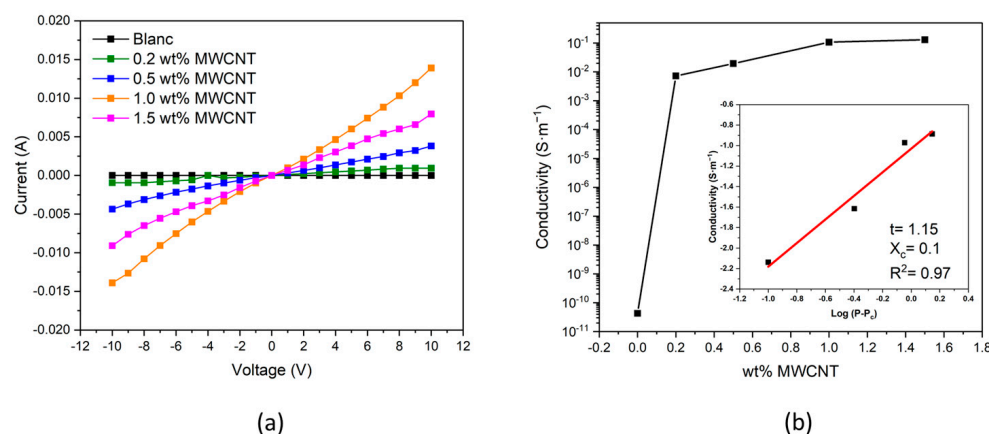 0.020
0.015
0.010
0.005
0.000
-0.005
-0.010
-0.015
-0.020
Current (A)
Blanc
0.2 wt% MWCNT
0.5 wt% MWCNT
1.0 wt% MWCNT
1.5 wt% MWCNT
-12 -10 -8 -6 -4 -2 0 2 4 6 8 10 12
Voltage (V)
(a)
10⁻¹
10⁻²
10⁻³
10⁻⁴
10⁻⁵
10⁻⁶
10⁻⁷
10⁻⁸
10⁻⁹
10⁻¹⁰
10⁻¹¹
Conductivity (S·m⁻¹)
-0.6
-0.8
-1.0
-1.2
-1.4
-1.6
-1.8
-2.0
-2.2
-2.4
Conductivity (S·m⁻¹)
t= 1.15
X꜀= 0.1
R²= 0.97
-1.2 -1.0 -0.8 -0.6 -0.4 -0.2 0.0 0.2 0.4
Log (P-P꜀)
-0.2 0.0 0.2 0.4 0.6 0.8 1.0 1.2 1.4 1.6 1.8
wt% MWCNT
(b)